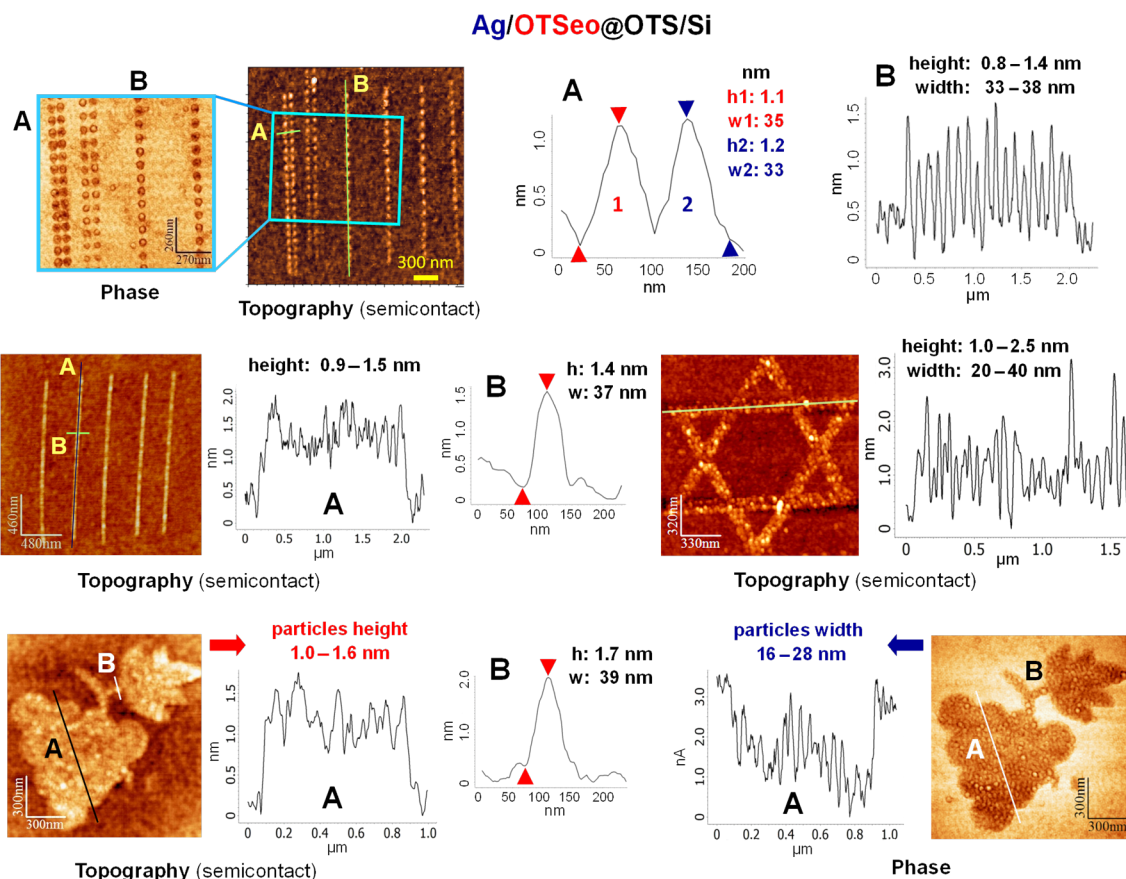 Ag/OTSeo@OTS/Si
B
A
260nm
270nm
Phase
B
A
300 nm
Topography (semicontact)
A
nm
h1: 1.1
w1: 35
h2: 1.2
w2: 33
1
2
nm
0
0.5
1.0
0
50
100
150
200
nm
B
height: 0.8 – 1.4 nm
width: 33 – 38 nm
nm
0
0.5
1.0
1.5
0
0.5
1.0
1.5
2.0
µm
A
B
460nm
480nm
height: 0.9 – 1.5 nm
nm
0
0.5
1.0
1.5
2.0
A
0
0.5
1.0
1.5
2.0
µm
Topography (semicontact)
B
h: 1.4 nm
w: 37 nm
nm
0
0.5
1.0
1.5
0
50
100
150
200
nm
320nm
330nm
height: 1.0 – 2.5 nm
width: 20 – 40 nm
nm
0
1.0
2.0
3.0
0
0.5
1.0
1.5
µm
Topography (semicontact)
B
A
300nm
300nm
particles height
1.0 – 1.6 nm
nm
0
0.5
1.0
1.5
A
0
0.2
0.4
0.6
0.8
1.0
µm
Topography (semicontact)
B
h: 1.7 nm
w: 39 nm
nm
0
1.0
2.0
0
50
100
150
200
nm
particles width
16 – 28 nm
nA
0
1.0
2.0
3.0
A
0
0.2
0.4
0.6
0.8
1.0
µm
B
A
300nm
300nm
Phase